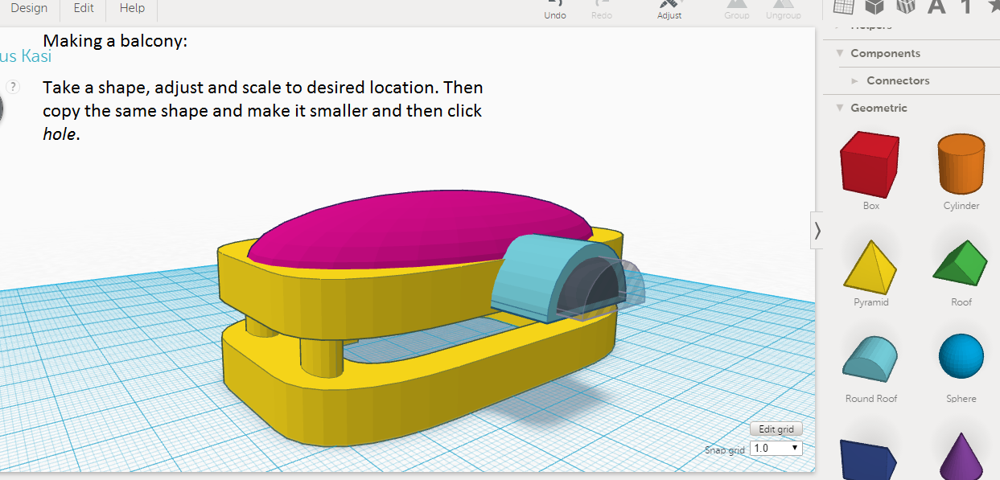 Design Edit Help
Undo Redo Adjust Group Ungroup
Making a balcony:
us Kasi
?
Take a shape, adjust and scale to desired location. Then
copy the same shape and make it smaller and then click
hole.
Edit grid
Snap grid 1.0
Helpers
Components
Connectors
Geometric
Box Cylinder
Pyramid Roof
Round Roof Sphere